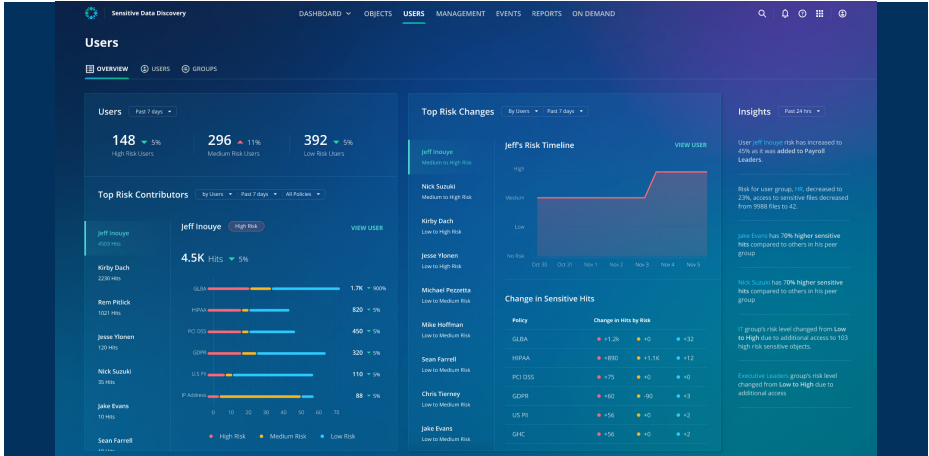 Sensitive Data Discovery
DASHBOARD OBJECTS USERS MANAGEMENT EVENTS REPORTS ON DEMAND
Users
OVERVIEW USERS GROUPS
Users Past 7 days
148 5%
High Risk Users
296 11%
Medium Risk Users
392 5%
Low Risk Users
Top Risk Contributors by Users Past 7 days All Policies
Jeff Inouye
4503 Hits
Kirby Dach
2230 Hits
Rem Pitlick
1021 Hits
Jesse Ylonen
120 Hits
Nick Suzuki
35 Hits
Jake Evans
10 Hits
Sean Farrell
Jeff Inouye High Risk VIEW USER
4.5K Hits 5%
GLBA 1.7K 900%
HIPAA 820 5%
PCI DSS 450 5%
GDPR 320 5%
U.S PII 110 5%
IP Address 88 5%
0 10 20 30 40 50 60 70
High Risk Medium Risk Low Risk
Top Risk Changes By Users Past 7 days
Jeff Inouye
Medium to High Risk
Nick Suzuki
Medium to High Risk
Kirby Dach
Low to High Risk
Jesse Ylonen
Low to High Risk
Michael Pezzetta
Low to Medium Risk
Mike Hoffman
Low to Medium Risk
Sean Farrell
Low to Medium Risk
Chris Tierney
Low to Medium Risk
Jake Evans
Low to Medium Risk
Jeff's Risk Timeline VIEW USER
High
Medium
Low
No Risk
Oct 30 Oct 31 Nov 1 Nov 2 Nov 3 Nov 4 Nov 5
Change in Sensitive Hits
Policy Change in Hits by Risk
GLBA +1.2k +0 +32
HIPAA +890 +1.1K +12
PCI DSS +75 +0 +0
GDPR +60 -90 +3
US PII +56 +0 +2
GHC +56 +0 +2
Insights Past 24 hrs
User Jeff Inouye risk has increased to
45% as it was added to Payroll
Leaders.
Risk for user group, HR, decreased to
23%, access to sensitive files decreased
from 9988 files to 42.
Jake Evans has 70% higher sensitive
hits compared to others in his peer
group
Nick Suzuki has 70% higher sensitive
hits compared to others in his peer
group
IT group's risk level changed from Low
to High due to additional access to 103
high risk sensitive objects.
Executive Leaders group's risk level
changed from Low to High due to
additional access